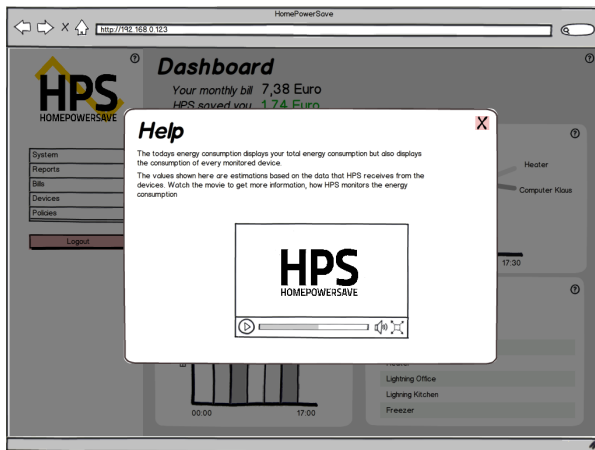 HomePowerSave
http://192.168.0.123
HPS
HOMEPOWERSAVE
System
Reports
Bills
Devices
Policies
Logout
Dashboard
Your monthly bill 7,38 Euro
HPS saved you 1,74 Euro
Help
X
The todays energy consumption displays your total energy consumption but also displays
the consumption of every monitored device.
The values shown here are estimations based on the data that HPS receives from the
devices. Watch the movie to get more information, how HPS monitors the energy
consumption
HPS
HOMEPOWERSAVE
Heater
Computer Klaus
17:30
00:00
17:00
Lightning Office
Lighning Kitchen
Freezer